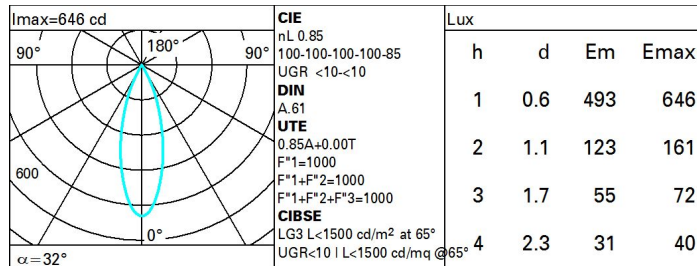 Imax=646 cd
90°
180°
90°
600
0°
α=32°
CIE
nL 0.85
100-100-100-100-85
UGR <10-<10
DIN
A.61
UTE
0.85A+0.00T
F"1=1000
F"1+F"2=1000
F"1+F"2+F"3=1000
CIBSE
LG3 L<1500 cd/m² at 65°
UGR<10 | L<1500 cd/mq @65°
Lux
h d Em Emax
1 0.6 493 646
2 1.1 123 161
3 1.7 55 72
4 2.3 31 40